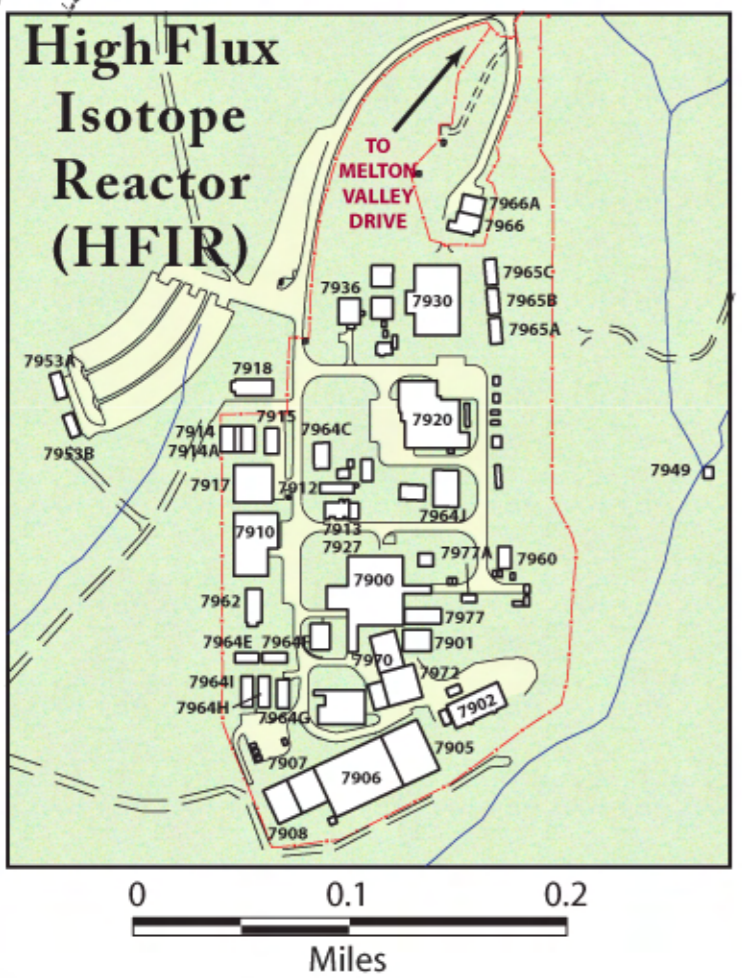 High Flux
Isotope
Reactor
(HFIR)
TO
MELTON
VALLEY
DRIVE
7966A
7966
7965C
7936
7930
7965B
7965A
7953A
7918
7915
7920
7914
7964C
7914A
7953B
7949
7917
7912
7964J
7913
7910
7927
7977A
7960
7900
7962
7977
7964E
7964F
7901
7970
7972
7964I
7964H
7964G
7902
7905
7907
7906
7908
0
0.1
0.2
Miles